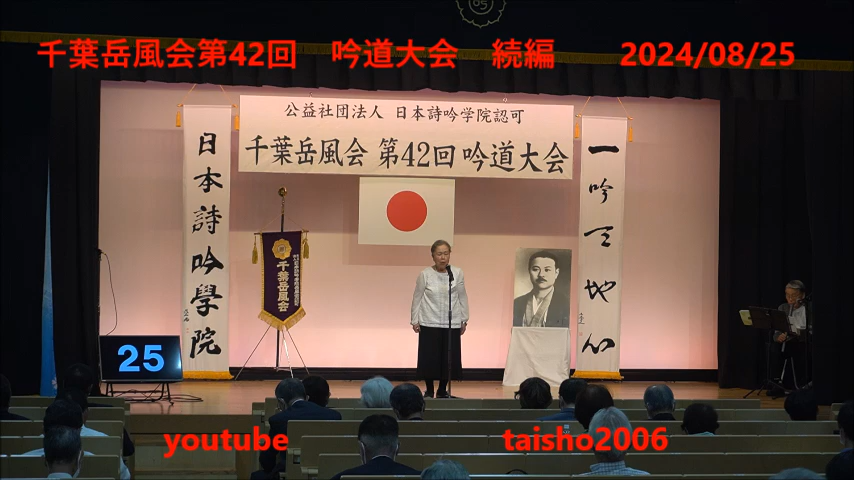 千葉岳風会第42回 吟道大会 続編 2024/08/25
公益社団法人 日本詩吟学院認可
千葉岳風会 第42回 吟道大会
日本詩吟學院
一吟天地心
千葉岳風会
25
youtube taisho2006